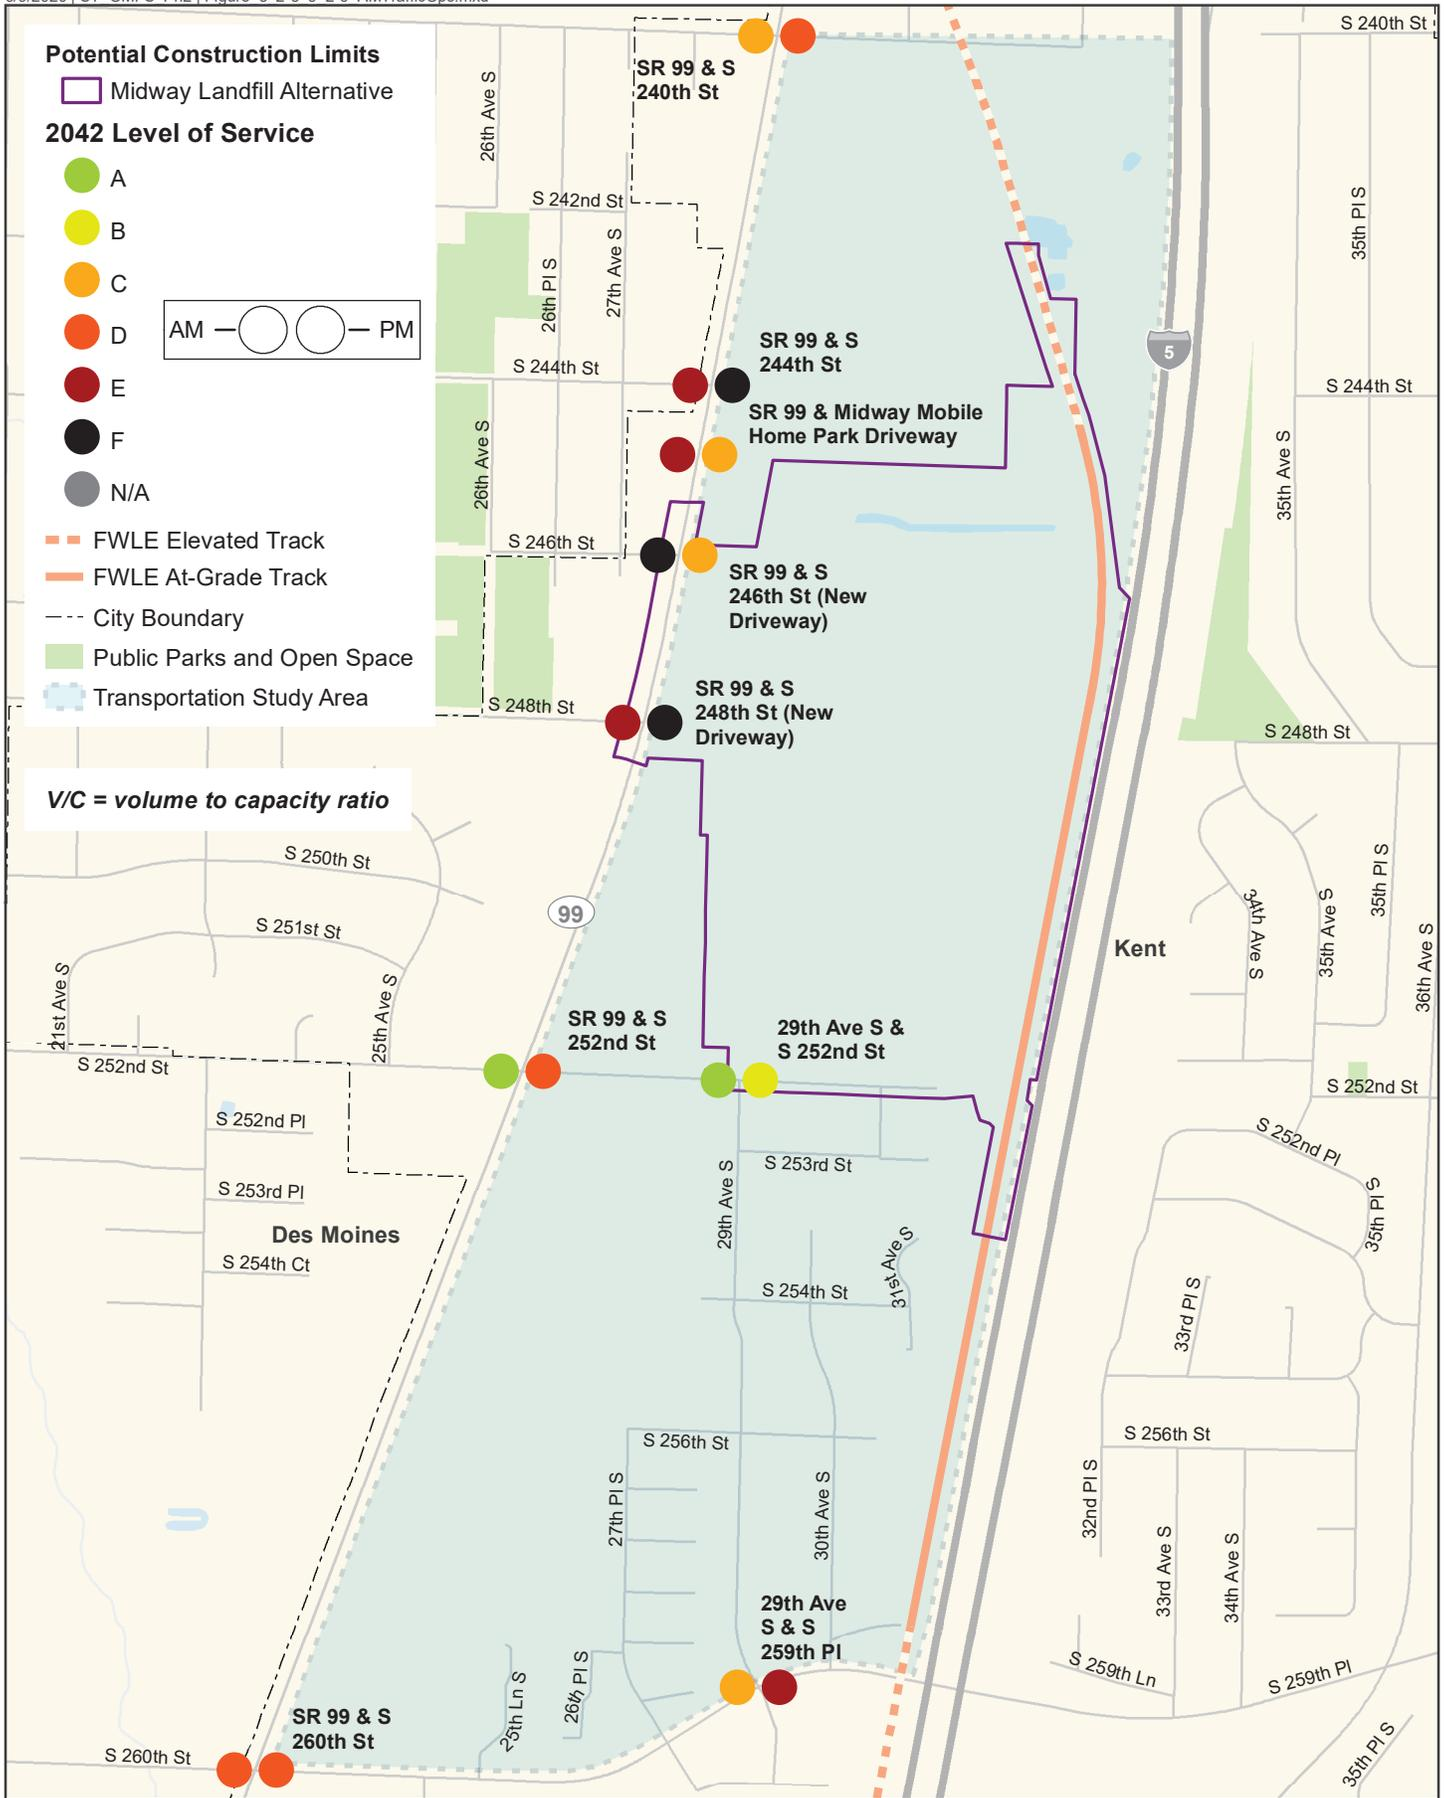 S 240th St
Potential Construction Limits
Midway Landfill Alternative
2042 Level of Service
A
B
C
D
E
F
N/A
AM
PM
FWLE Elevated Track
FWLE At-Grade Track
City Boundary
Public Parks and Open Space
Transportation Study Area
V/C = volume to capacity ratio
SR 99 & S
240th St
26th Ave S
S 242nd St
26th Pl S
27th Ave S
35th Pl S
SR 99 & S
244th St
5
S 244th St
S 244th St
SR 99 & Midway Mobile
Home Park Driveway
26th Ave S
35th Ave S
S 246th St
SR 99 & S
246th St (New
Driveway)
SR 99 & S
248th St (New
Driveway)
S 248th St
S 248th St
S 250th St
35th Pl S
99
S 251st St
34th Ave S
35th Ave S
36th Ave S
Kent
21st Ave S
25th Ave S
SR 99 & S
252nd St
29th Ave S &
S 252nd St
S 252nd St
S 252nd St
S 252nd Pl
S 252nd Pl
S 253rd St
S 253rd Pl
29th Ave S
35th Pl S
Des Moines
31st Ave S
S 254th Ct
S 254th St
33rd Pl S
S 256th St
S 256th St
27th Pl S
30th Ave S
32nd Pl S
33rd Ave S
34th Ave S
29th Ave
S & S
259th Pl
S 259th Ln
S 259th Pl
25th Ln S
26th Pl S
SR 99 & S
260th St
S 260th St
35th Pl S